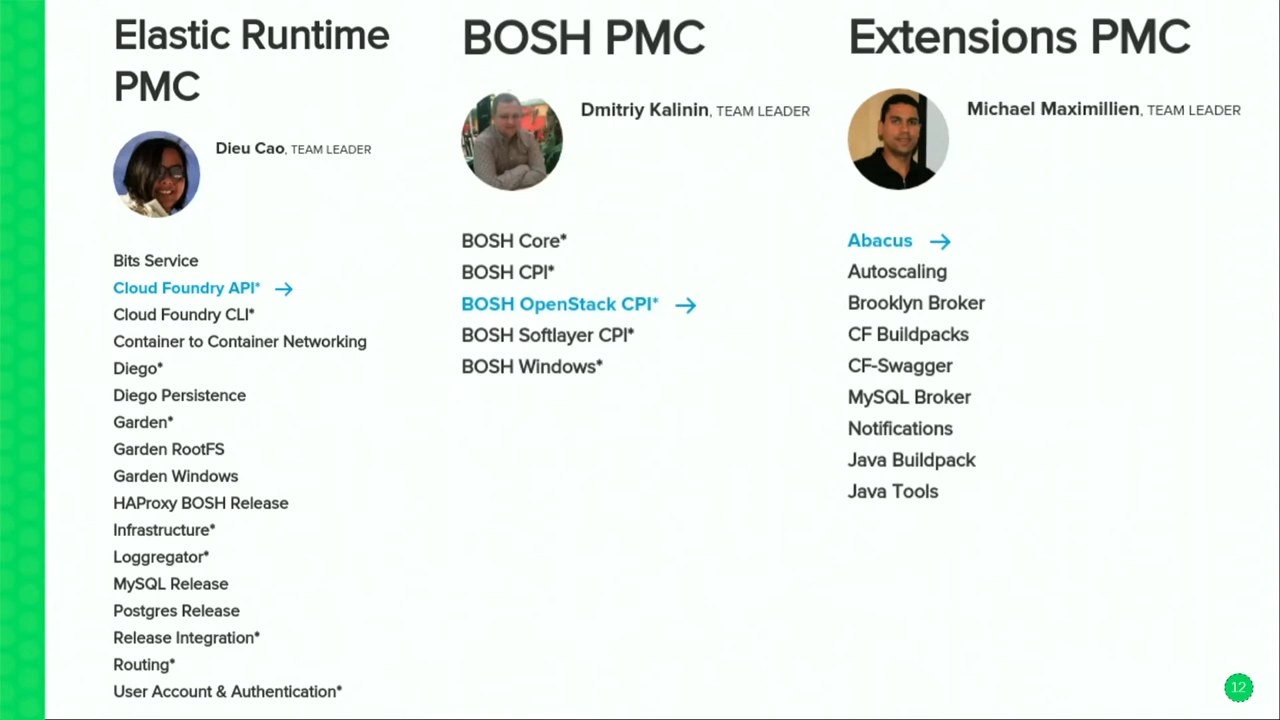 Elastic Runtime
PMC
Dieu Cao, TEAM LEADER
Bits Service
Cloud Foundry API* →
Cloud Foundry CLI*
Container to Container Networking
Diego*
Diego Persistence
Garden*
Garden RootFS
Garden Windows
HAProxy BOSH Release
Infrastructure*
Loggregator*
MySQL Release
Postgres Release
Release Integration*
Routing*
User Account & Authentication*
BOSH PMC
Dmitriy Kalinin, TEAM LEADER
BOSH Core*
BOSH CPI*
BOSH OpenStack CPI* →
BOSH Softlayer CPI*
BOSH Windows*
Extensions PMC
Michael Maximillien, TEAM LEADER
Abacus →
Autoscaling
Brooklyn Broker
CF Buildpacks
CF-Swagger
MySQL Broker
Notifications
Java Buildpack
Java Tools
12